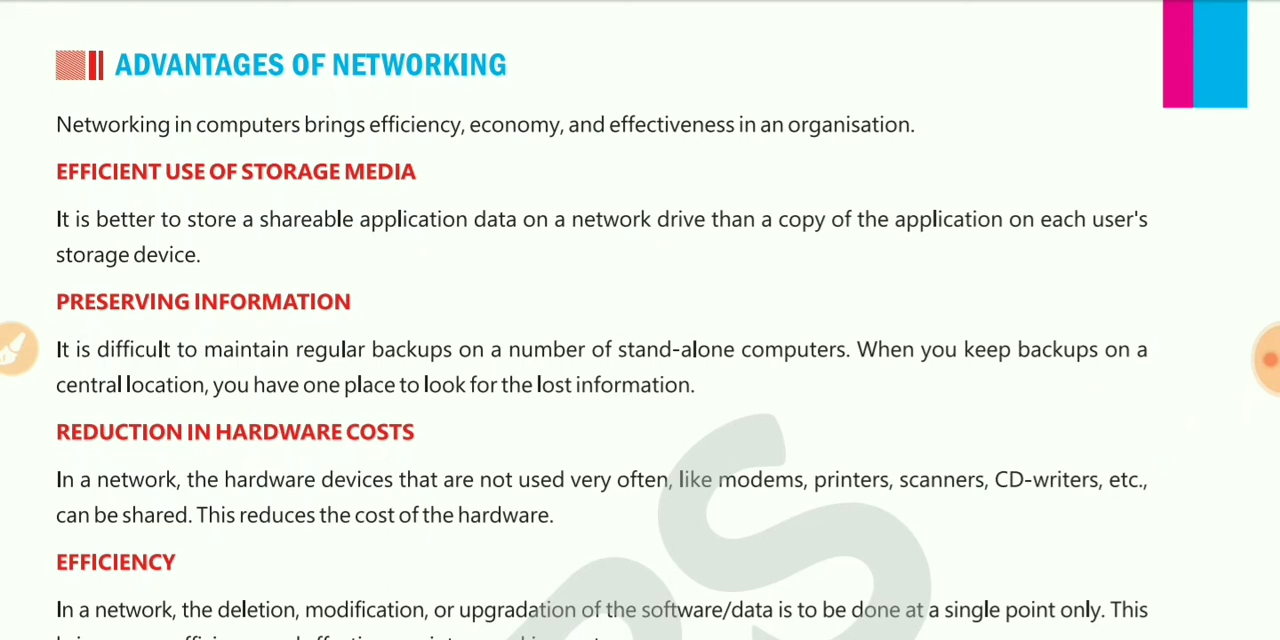 ADVANTAGES OF NETWORKING
Networking in computers brings efficiency, economy, and effectiveness in an organisation.
EFFICIENT USE OF STORAGE MEDIA
It is better to store a shareable application data on a network drive than a copy of the application on each user's
storage device.
PRESERVING INFORMATION
It is difficult to maintain regular backups on a number of stand-alone computers. When you keep backups on a
central location, you have one place to look for the lost information.
REDUCTION IN HARDWARE COSTS
In a network, the hardware devices that are not used very often, like modems, printers, scanners, CD-writers, etc.,
can be shared. This reduces the cost of the hardware.
EFFICIENCY
In a network, the deletion, modification, or upgradation of the software/data is to be done at a single point only. This